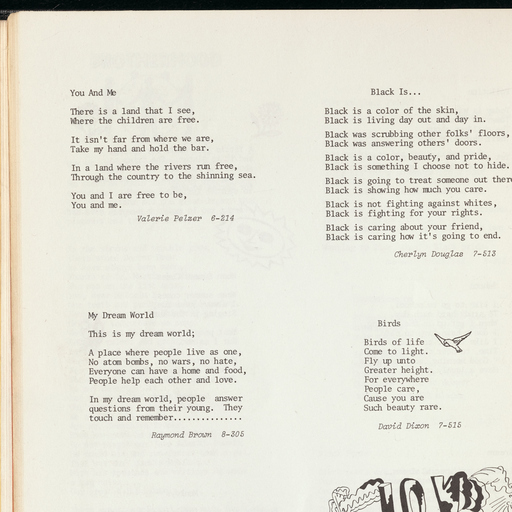 You And Me
There is a land that I see,
Where the children are free.
It isn't far from where we are,
Take my hand and hold the bar.
In a land where the rivers run free,
Through the country to the shinning sea.
You and I are free to be,
You and me.
Valerie Pelzer 6-214
Black Is...
Black is a color of the skin,
Black is living day out and day in.
Black was scrubbing other folks' floors,
Black was answering others' doors.
Black is a color, beauty, and pride,
Black is something I choose not to hide.
Black is going to treat someone out there
Black is showing how much you care.
Black is not fighting against whites,
Black is fighting for your rights.
Black is caring about your friend,
Black is caring how it's going to end.
Cherlyn Douglas 7-513
My Dream World
This is my dream world;
A place where people live as one,
No atom bombs, no wars, no hate,
Everyone can have a home and food,
People help each other and love.
In my dream world, people answer
questions from their young. They
touch and remember...............
Raymond Brown 8-305
Birds
Birds of life
Come to light.
Fly up unto
Greater height.
For everywhere
People care,
Cause you are
Such beauty rare.
David Dixon 7-515